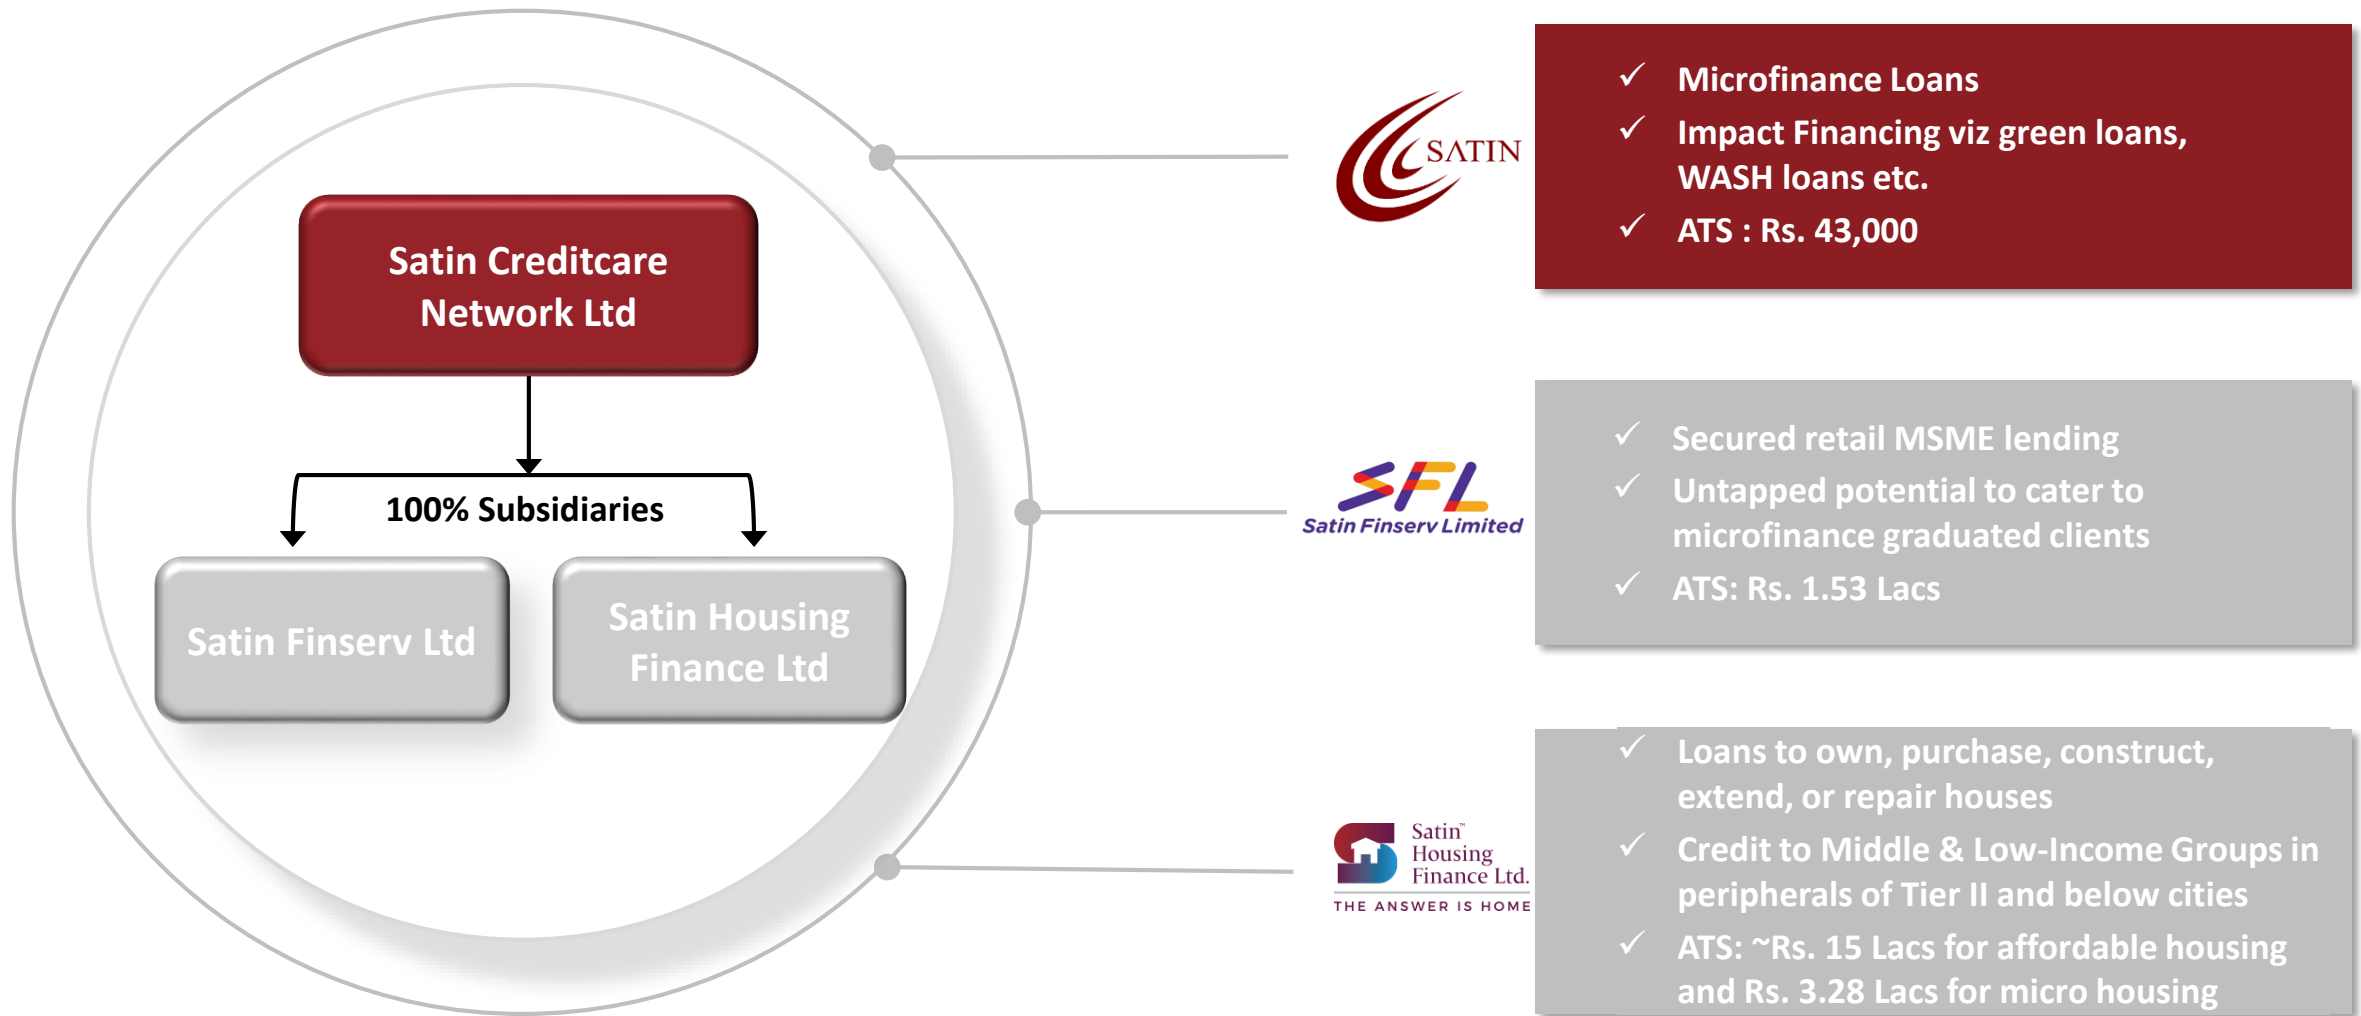 Satin Creditcare
Network Ltd
100% Subsidiaries
Satin Finserv Ltd
Satin Housing
Finance Ltd
SATIN
✓ Microfinance Loans
✓ Impact Financing viz green loans,
WASH loans etc.
✓ ATS : Rs. 43,000
SFL
Satin Finserv Limited
✓ Secured retail MSME lending
✓ Untapped potential to cater to
microfinance graduated clients
✓ ATS: Rs. 1.53 Lacs
Satin™
Housing
Finance Ltd.
THE ANSWER IS HOME
✓ Loans to own, purchase, construct,
extend, or repair houses
✓ Credit to Middle & Low-Income Groups in
peripherals of Tier II and below cities
✓ ATS: ~Rs. 15 Lacs for affordable housing
and Rs. 3.28 Lacs for micro housing